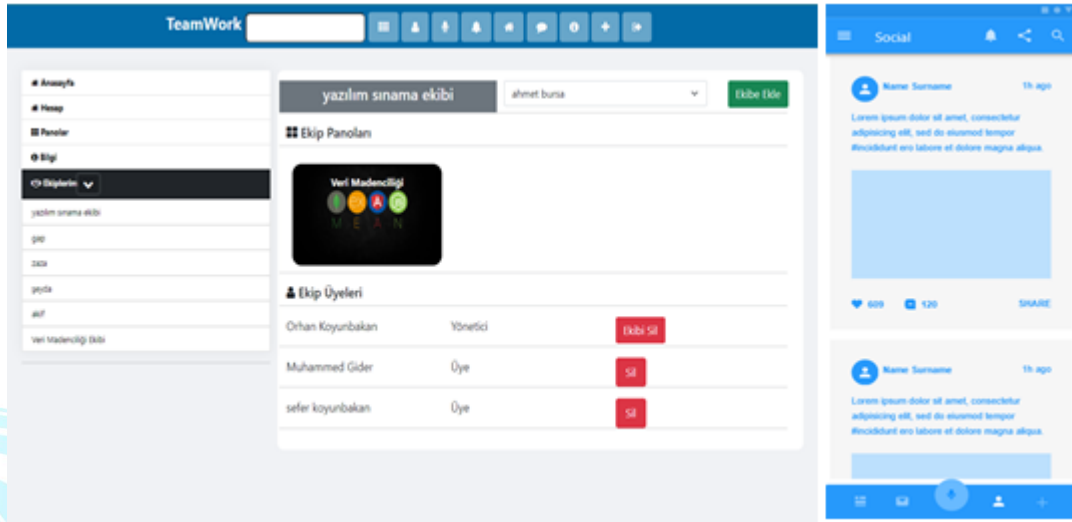 TeamWork
Anasayfa
Hesap
Panolar
Bilgi
Ekiplerim
yazılım sınama ekibi
gap
zaza
şeyda
akif
Veri Madenciliği Ekibi
yazılım sınama ekibi
ahmet bursa
Ekibe Ekle
Ekip Panoları
Veri Madenciliği
M E A N
Ekip Üyeleri
Orhan Koyunbakan Yönetici Ekibi Sil
Muhammed Gider Üye Sil
sefer koyunbakan Üye Sil
Social
Name Surname 1h ago
Lorem ipsum dolor sit amet, consectetur
adipisicing elit, sed do eiusmod tempor
#incididunt ero labore et dolore magna aliqua.
609 120 SHARE
Name Surname 1h ago
Lorem ipsum dolor sit amet, consectetur
adipisicing elit, sed do eiusmod tempor
#incididunt ero labore et dolore magna aliqua.